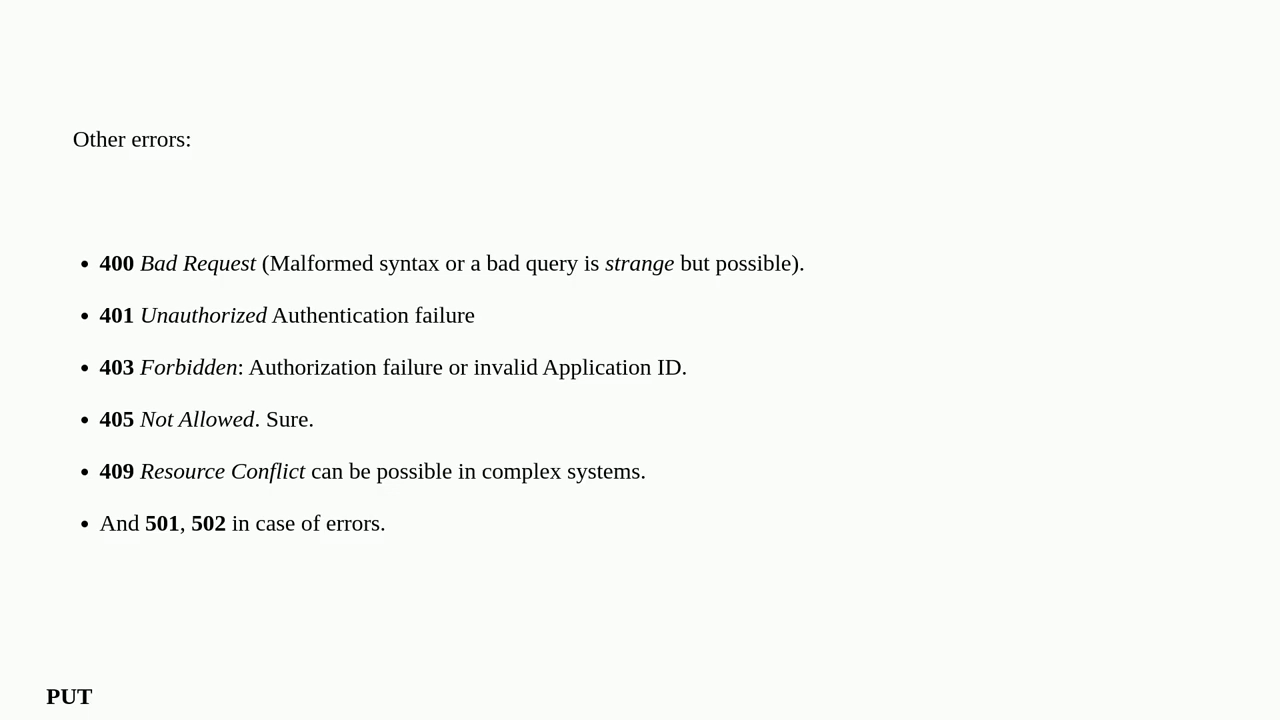 Other errors:
• 400 Bad Request (Malformed syntax or a bad query is strange but possible).
• 401 Unauthorized Authentication failure
• 403 Forbidden: Authorization failure or invalid Application ID.
• 405 Not Allowed. Sure.
• 409 Resource Conflict can be possible in complex systems.
• And 501, 502 in case of errors.
PUT